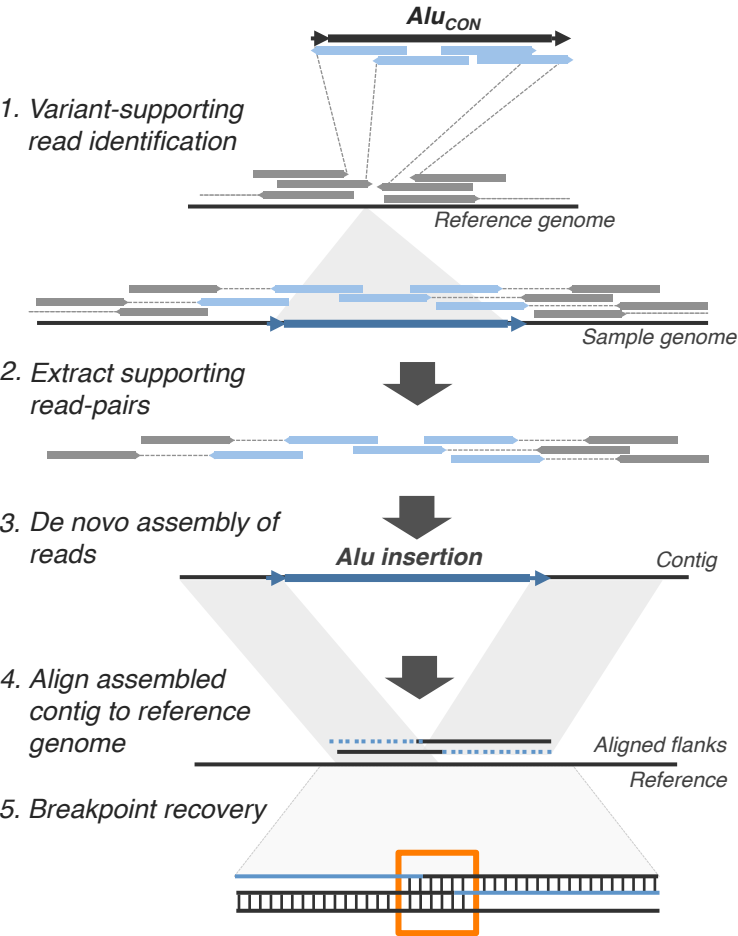 AluCON
1. Variant-supporting
read identification
Reference genome
Sample genome
2. Extract supporting
read-pairs
3. De novo assembly of
reads
Alu insertion
Contig
4. Align assembled
contig to reference
genome
Aligned flanks
Reference
5. Breakpoint recovery